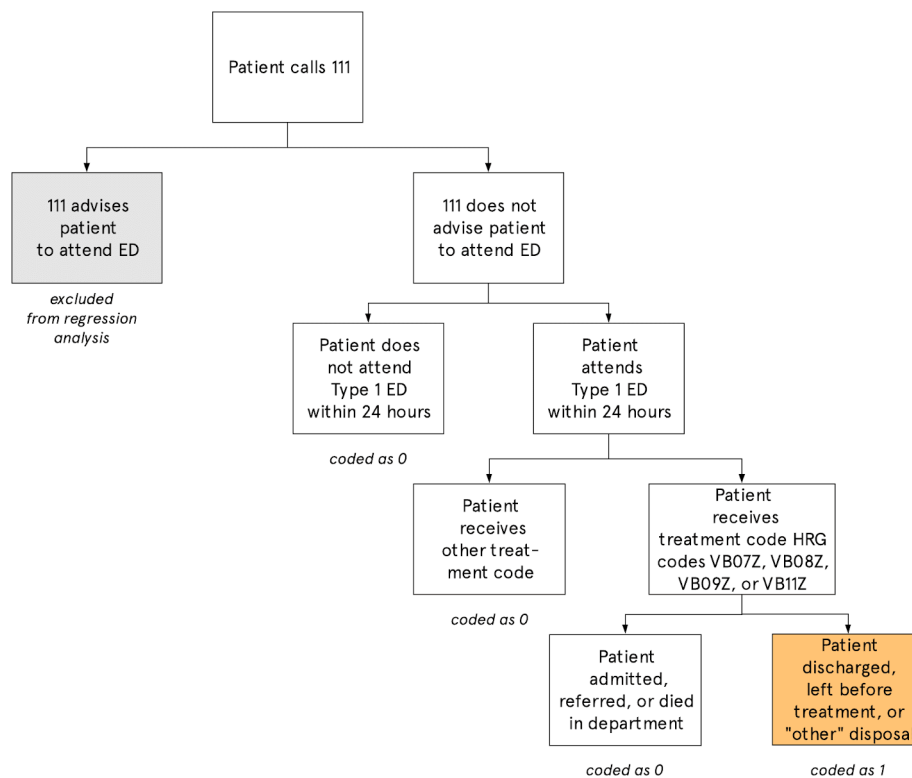 Patient calls 111
111 advises
patient
to attend ED
excluded
from regression
analysis
111 does not
advise patient
to attend ED
Patient does
not attend
Type 1 ED
within 24 hours
coded as 0
Patient
attends
Type 1 ED
within 24 hours
Patient
receives
other treat-
ment code
coded as 0
Patient
receives
treatment code HRG
codes VB07Z, VB08Z,
VB09Z, or VB11Z
Patient
admitted,
referred, or died
in department
coded as 0
Patient
discharged,
left before
treatment, or
"other" disposa
coded as 1